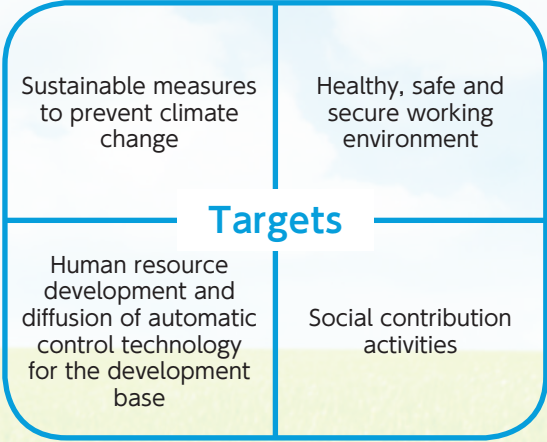 Sustainable measures
to prevent climate
change
Healthy, safe and
secure working
environment
Targets
Human resource
development and
diffusion of automatic
control technology
for the development
base
Social contribution
activities